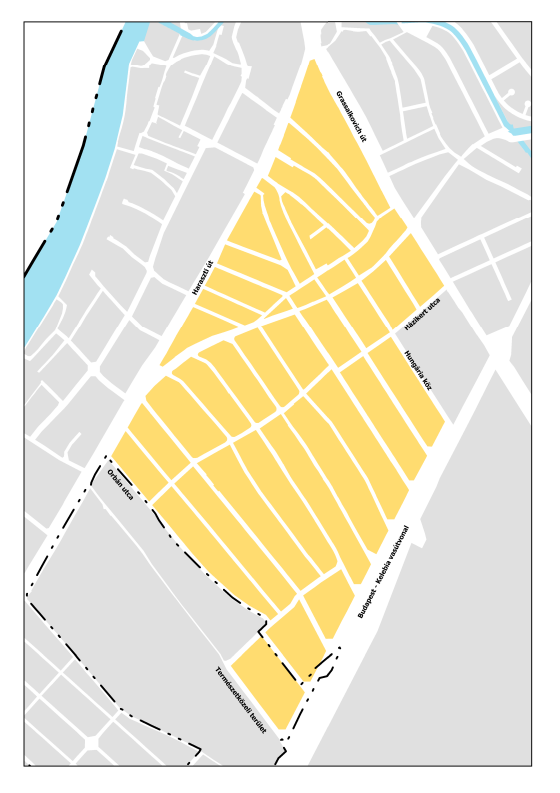 Grassalkovich út
Haraszti út
Házikert utca
Hungária köz
Orbán utca
Budapest - Kelebia vasútvonal
Természetközeli terület